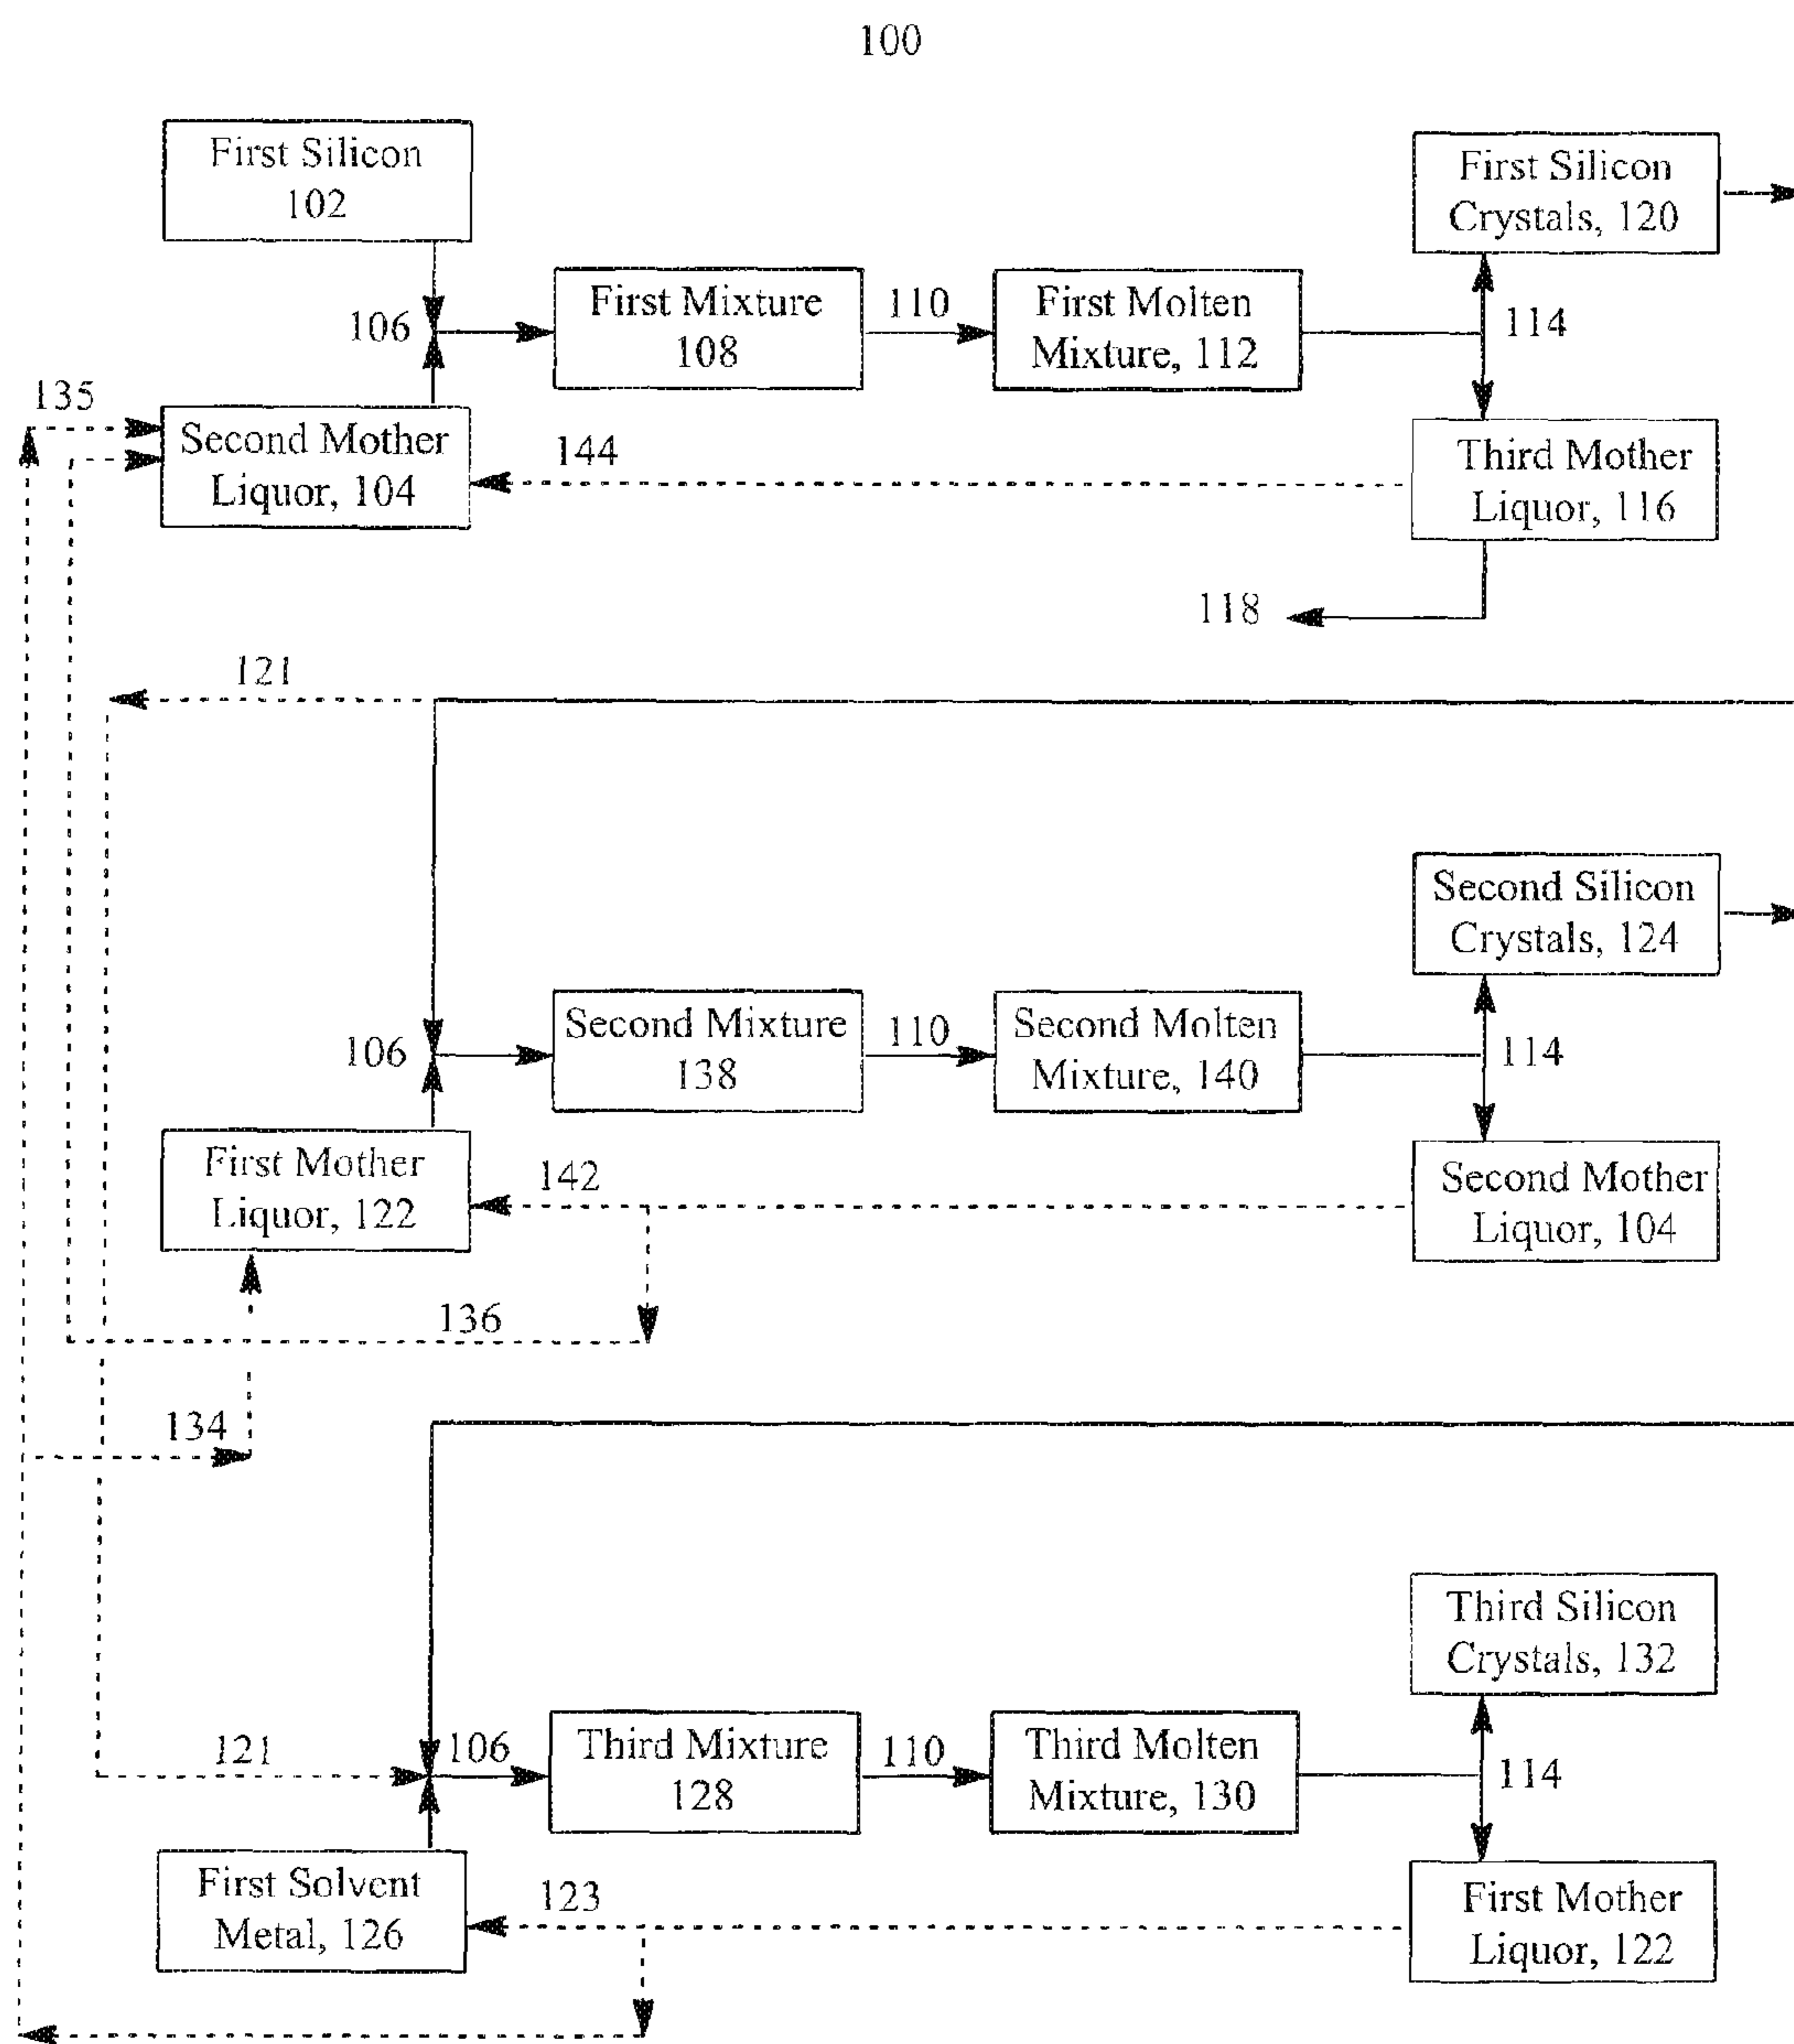 100
First Silicon
102
First Silicon
Crystals, 120
106
First Mixture
108
110
First Molten
Mixture, 112
114
135
Second Mother
Liquor, 104
144
Third Mother
Liquor, 116
118
121
Second Silicon
Crystals, 124
106
Second Mixture
138
110
Second Molten
Mixture, 140
114
First Mother
Liquor, 122
142
Second Mother
Liquor, 104
136
134
Third Silicon
Crystals, 132
121
106
Third Mixture
128
110
Third Molten
Mixture, 130
114
First Solvent
Metal, 126
123
First Mother
Liquor, 122